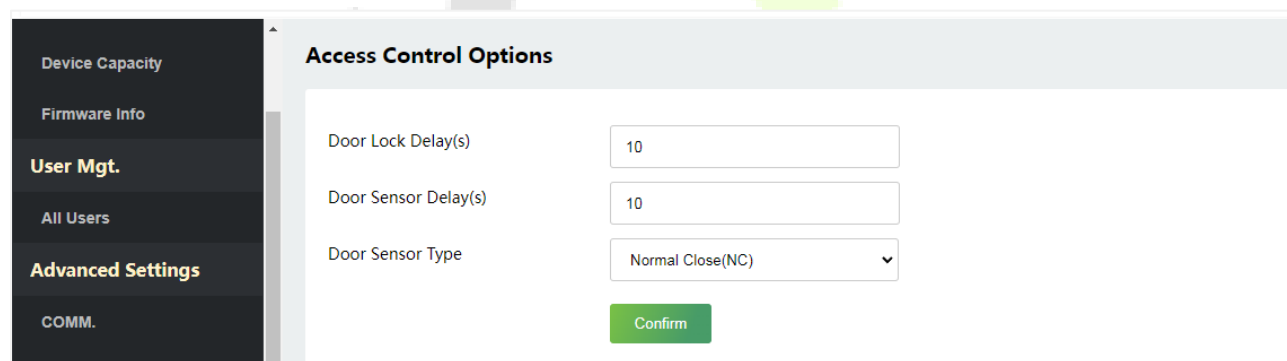 Device Capacity
Firmware Info
User Mgt.
All Users
Advanced Settings
COMM.
Access Control Options
Door Lock Delay(s)
10
Door Sensor Delay(s)
10
Door Sensor Type
Normal Close(NC)
Confirm